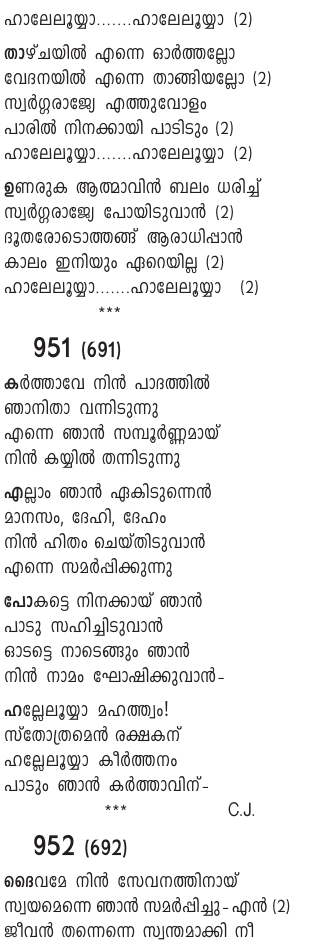 ഹാലേലൂയ്യാ.......ഹാലേലൂയ്യാ (2)
താഴ്ചയിൽ എന്നെ ഓർത്തല്ലോ
വേദനയിൽ എന്നെ താങ്ങിയല്ലോ (2)
സ്വർഗ്ഗരാജ്യേ എത്തുവോളം
പാരിൽ നിനക്കായി പാടിടും (2)
ഹാലേലൂയ്യാ.......ഹാലേലൂയ്യാ (2)
ഉണരുക ആത്മാവിൻ ബലം ധരിച്ച്
സ്വർഗ്ഗരാജ്യേ പോയിടുവാൻ (2)
ദൂതരോടൊത്തങ്ങ് ആരാധിപ്പാൻ
കാലം ഇനിയും ഏറെയില്ല (2)
ഹാലേലൂയ്യാ.......ഹാലേലൂയ്യാ (2)
***
951 (691)
കർത്താവേ നിൻ പാദത്തിൽ
ഞാനിതാ വന്നിടുന്നു
എന്നെ ഞാൻ സമ്പൂർണ്ണമായ്
നിൻ കയ്യിൽ തന്നിടുന്നു
എല്ലാം ഞാൻ ഏകിടുന്നെൻ
മാനസം, ദേഹി, ദേഹം
നിൻ ഹിതം ചെയ്തിടുവാൻ
എന്നെ സമർപ്പിക്കുന്നു
പോകട്ടെ നിനക്കായ് ഞാൻ
പാടു സഹിച്ചിടുവാൻ
ഓടട്ടെ നാടെങ്ങും ഞാൻ
നിൻ നാമം ഘോഷിക്കുവാൻ-
ഹല്ലേലൂയ്യാ മഹത്ത്വം!
സ്തോത്രമെൻ രക്ഷകന്
ഹല്ലേലൂയ്യാ കീർത്തനം
പാടും ഞാൻ കർത്താവിന്-
*** C.J.
952 (692)
ദൈവമേ നിൻ സേവനത്തിനായ്
സ്വയമെന്നെ ഞാൻ സമർപ്പിച്ചു-എൻ (2)
ജീവൻ തന്നെന്നെ സ്വന്തമാക്കി നീ